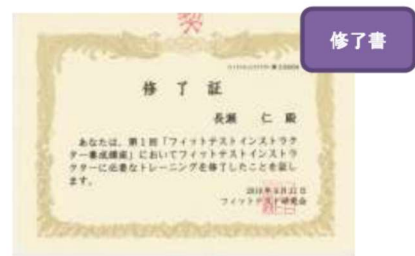 修了書
修 了 証
長瀬 仁 殿
あなたは、第1回「フィットテストインストラ
クター養成講座」においてフィットテストインストラ
クターに必要なトレーニングを修了したことを証し
ます。
フィットテスト研究会